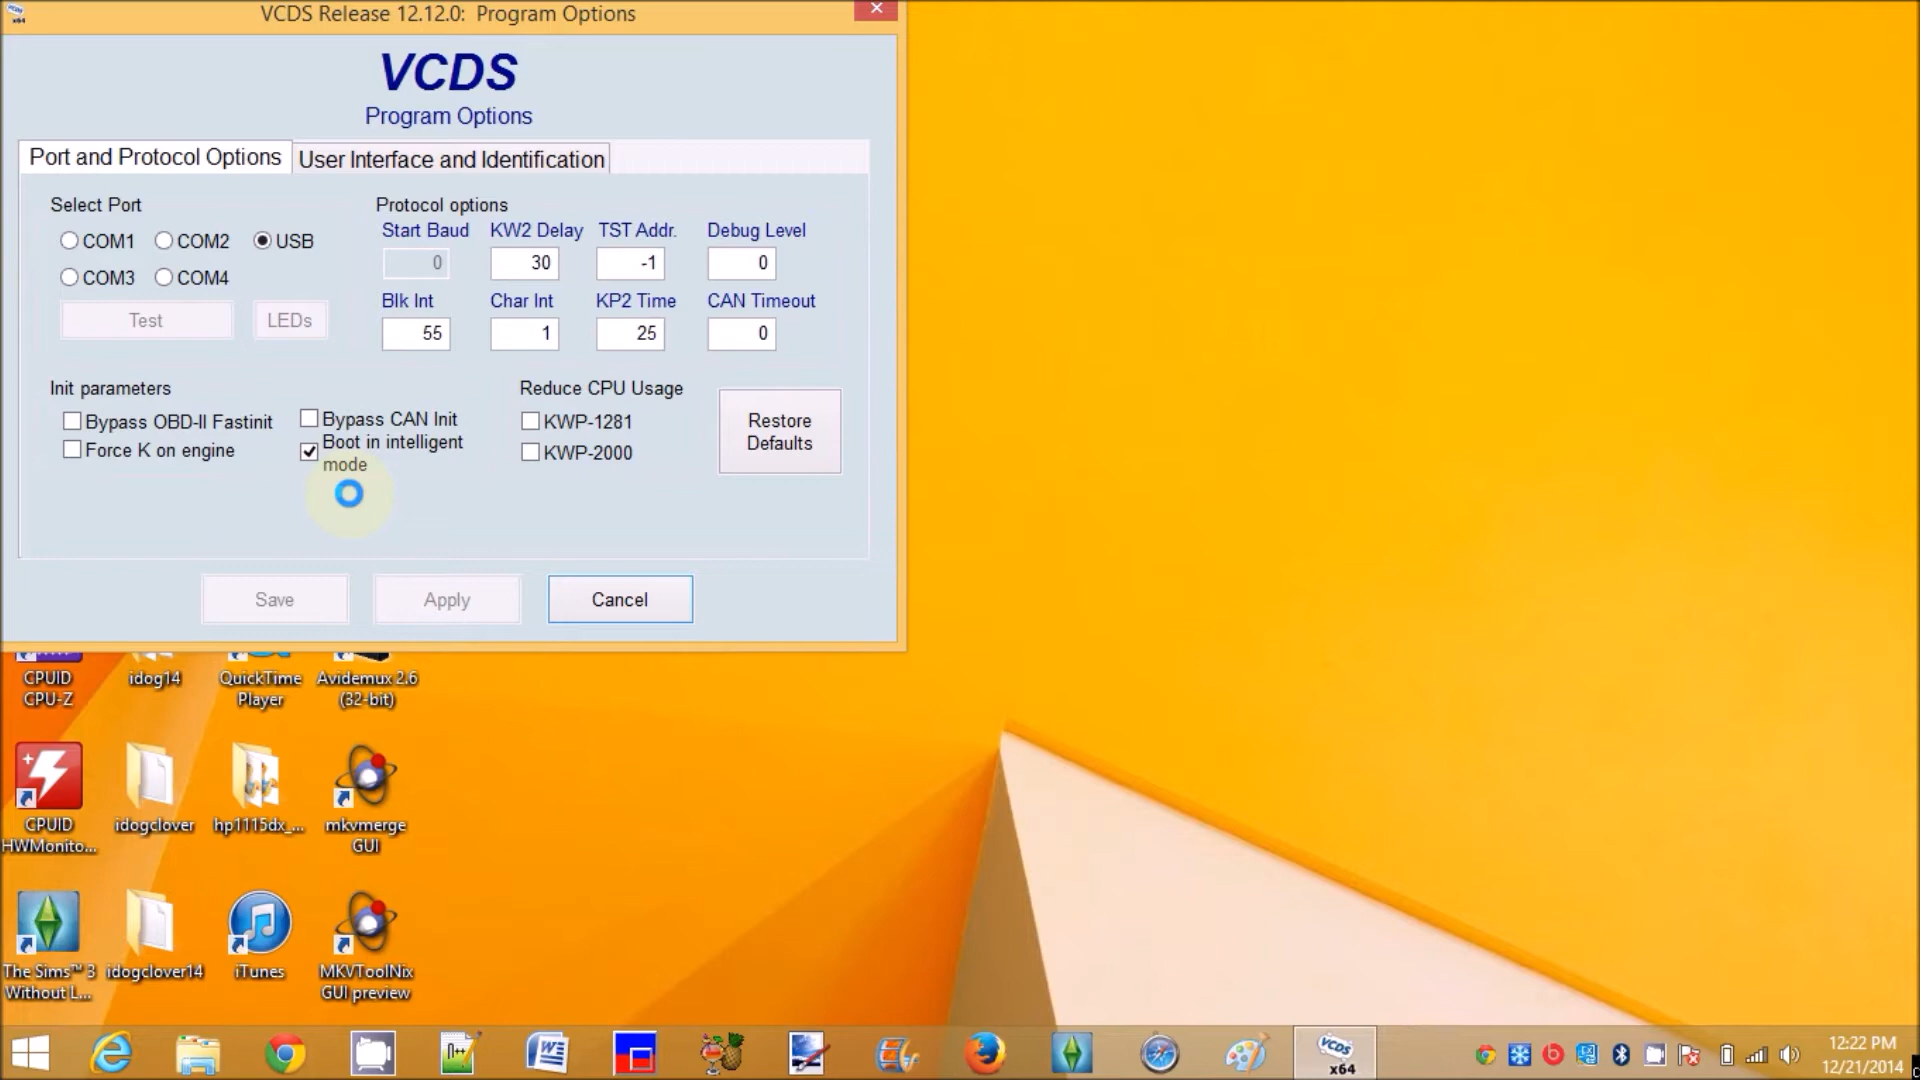 VCDS Release 12.12.0: Program Options
VCDS
Program Options
Port and Protocol Options
User Interface and Identification
Select Port
COM1
COM2
USB
COM3
COM4
Test
LEDs
Protocol options
Start Baud
KW2 Delay
TST Addr.
Debug Level
0
30
-1
0
Blk Int
Char Int
KP2 Time
CAN Timeout
55
1
25
0
Init parameters
Bypass OBD-II Fastinit
Force K on engine
Bypass CAN Init
Boot in intelligent
mode
Reduce CPU Usage
KWP-1281
KWP-2000
Restore
Defaults
Save
Apply
Cancel
CPUID
CPU-Z
idog14
QuickTime
Player
Avidemux 2.6
(32-bit)
CPUID
HWMonito...
idogclover
hp1115dx_...
mkvmerge
GUI
The Sims™ 3
Without L...
idogclover14
iTunes
MKVToolNix
GUI preview
VCDS
x64
12:22 PM
12/21/2014